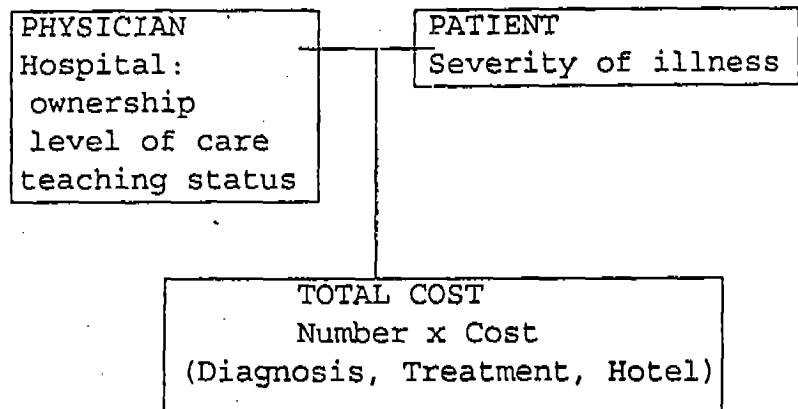 PHYSICIAN
Hospital:
ownership
level of care
teaching status
PATIENT
Severity of illness
TOTAL COST
Number x Cost
(Diagnosis, Treatment, Hotel)